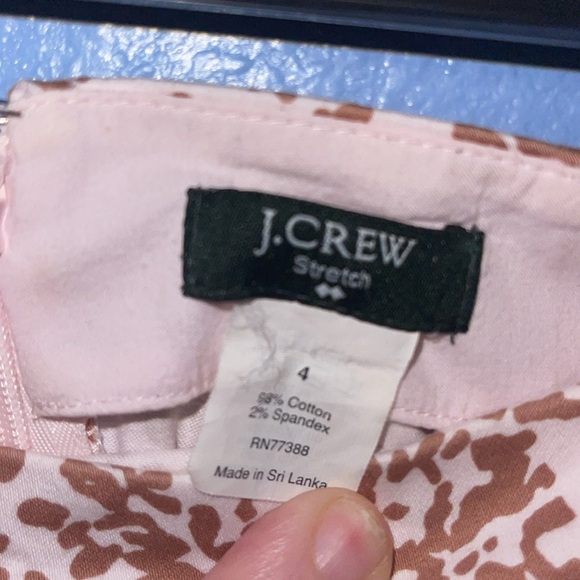 J.CREW
Stretch
4
98% Cotton
2% Spandex
RN77388
Made in Sri Lanka